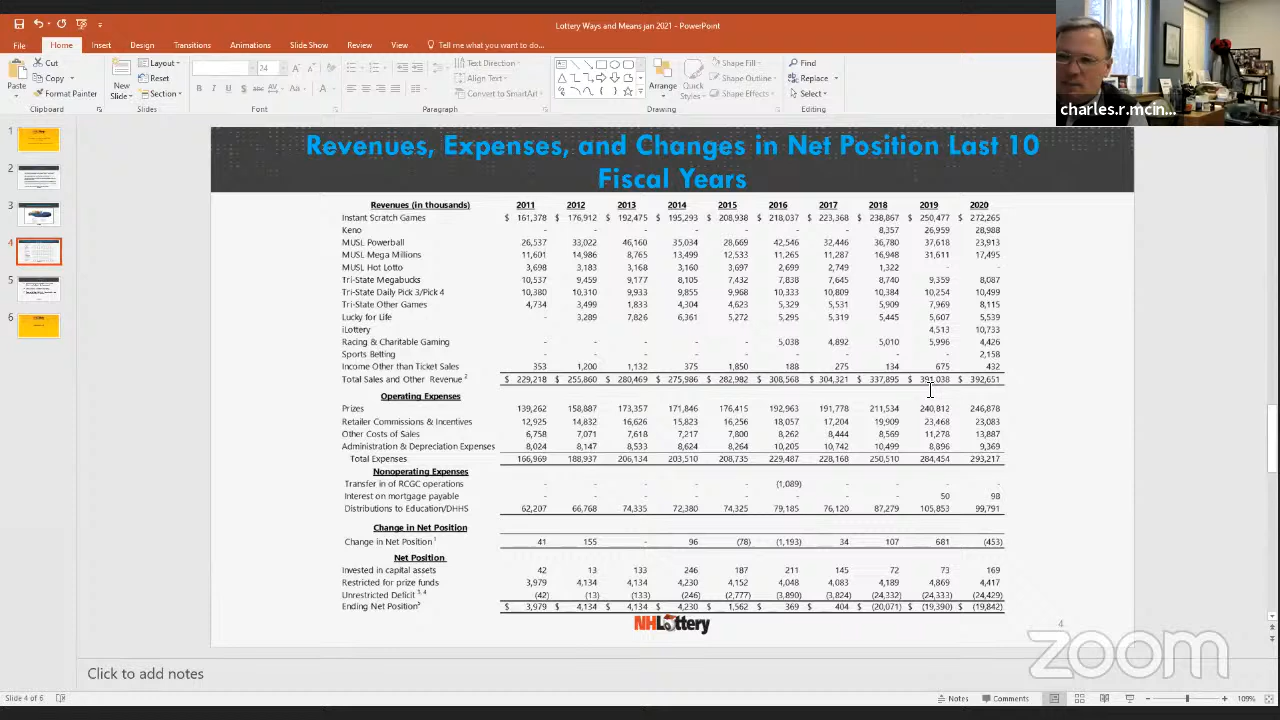 Lottery Ways and Means jan 2021 - PowerPoint
File Home Insert Design Transitions Animations Slide Show Review View Tell me what you want to do...
Paste Cut Copy Format Painter Clipboard
New Slide Layout Reset Section Slides
24 Font
Text Direction Align Text Convert to SmartArt Paragraph
Arrange Quick Styles Shape Fill Shape Outline Shape Effects Drawing
Find Replace Select Editing
charles.r.mcin...
1
2
3
4
5
6
Revenues, Expenses, and Changes in Net Position Last 10
Fiscal Years
Revenues (in thousands) 2011 2012 2013 2014 2015 2016 2017 2018 2019 2020
Instant Scratch Games $ 161,378 $ 176,912 $ 192,475 $ 195,293 $ 208,935 $ 218,037 $ 223,368 $ 238,867 $ 250,477 $ 272,265
Keno - - - - - - - 8,357 26,959 28,988
MUSL Powerball 26,537 33,022 46,160 35,034 28,669 42,546 32,446 36,780 37,618 23,913
MUSL Mega Millions 11,601 14,986 8,765 13,499 12,535 11,265 11,287 16,948 31,611 17,495
MUSL Hot Lotto 3,698 3,183 3,168 3,160 3,697 2,699 2,749 1,322 - -
Tri-State Megabucks 10,537 9,459 9,177 8,105 7,432 7,838 7,645 8,740 9,359 8,087
Tri-State Daily Pick 3/Pick 4 10,380 10,310 9,933 9,855 9,968 10,333 10,809 10,384 10,254 10,499
Tri-State Other Games 4,734 3,499 1,833 4,304 4,623 5,329 5,531 5,909 7,969 8,115
Lucky for Life - 3,289 7,826 6,361 5,272 5,295 5,319 5,445 5,607 5,539
iLottery 4,513 10,733
Racing & Charitable Gaming - - - - - 5,038 4,892 5,010 5,996 4,426
Sports Betting - - - - - - - - - 2,158
Income Other than Ticket Sales 353 1,200 1,132 375 1,850 188 275 134 675 432
Total Sales and Other Revenue 2 $ 229,218 $ 255,860 $ 280,469 $ 275,986 $ 282,982 $ 308,568 $ 304,321 $ 337,895 $ 391,038 $ 392,651
Operating Expenses
Prizes 139,262 158,887 173,357 171,846 176,415 192,963 191,778 211,534 240,812 246,878
Retailer Commissions & Incentives 12,925 14,832 16,626 15,823 16,256 18,057 17,204 19,909 23,468 23,083
Other Costs of Sales 6,758 7,071 7,618 7,217 7,800 8,262 8,444 8,569 11,278 13,887
Administration & Depreciation Expenses 8,024 8,147 8,533 8,624 8,264 10,205 10,742 10,499 8,896 9,369
Total Expenses 166,969 188,937 206,134 203,510 208,735 229,487 228,168 250,510 284,454 293,217
Nonoperating Expenses
Transfer in of RCGC operations - - - - - (1,089) - - - -
Interest on mortgage payable - - - - - - - - 50 98
Distributions to Education/DHHS 62,207 66,768 74,335 72,380 74,325 79,185 76,120 87,279 105,853 99,791
Change in Net Position
Change in Net Position 1 41 155 - 96 (78) (1,193) 34 107 681 (453)
Net Position
Invested in capital assets 42 13 133 246 187 211 145 72 73 169
Restricted for prize funds 3,979 4,134 4,134 4,230 4,152 4,048 4,083 4,189 4,869 4,417
Unrestricted Deficit 3, 4 (42) (13) (133) (246) (2,777) (3,890) (3,824) (24,332) (24,333) (24,429)
Ending Net Position 5 $ 3,979 $ 4,134 $ 4,134 $ 4,230 $ 1,562 $ 369 $ 404 $ (20,071) $ (19,390) $ (19,842)
NHLottery
4
zoom
Click to add notes
Slide 4 of 6 Notes Comments 109%